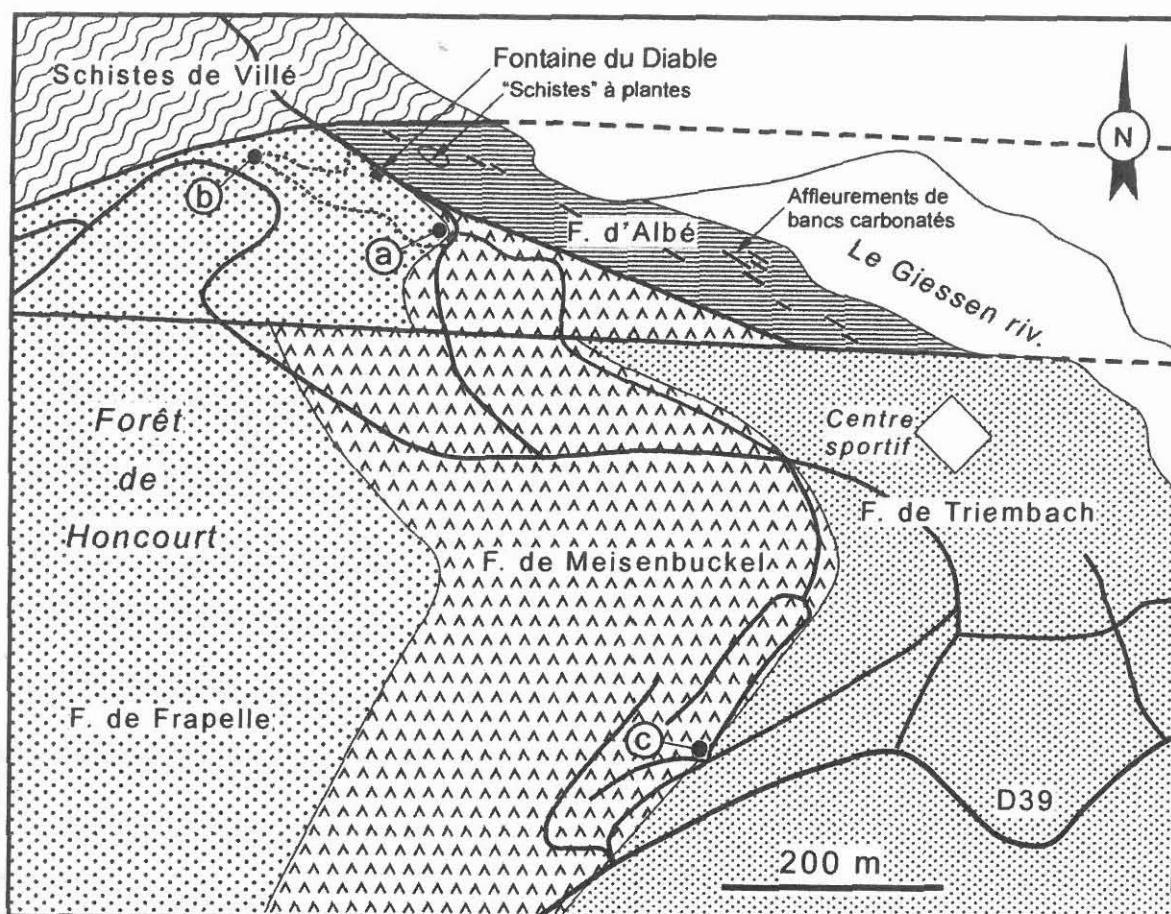 Schistes de Villé
Fontaine du Diable
"Schistes" à plantes
N
b
a
F. d'Albé
Affleurements de
bancs carbonatés
Le Giessen riv.
Forêt
de
Honcourt
Centre
sportif
F. de Triembach
F. de Meisenbuckel
F. de Frapelle
c
D39
200 m